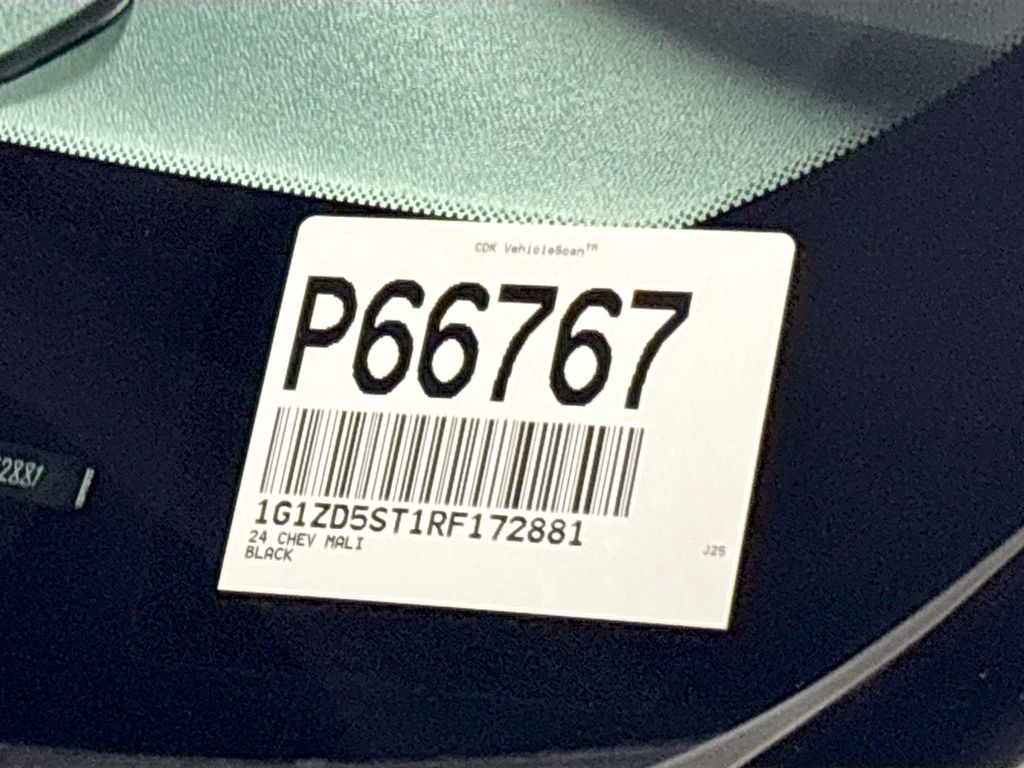 CDK VehicleScan™
P66767
1G1ZD5ST1RF172881
24 CHEV MALI
BLACK
J25
2881